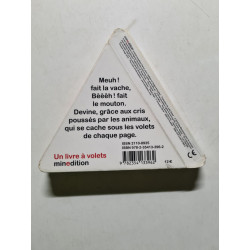 Meuh !
fait la vache,
Bêêêh ! fait
le mouton.
Devine, grâce aux cris
poussés par les animaux,
qui se cache sous les volets
de chaque page.
Un livre à volets
minedition